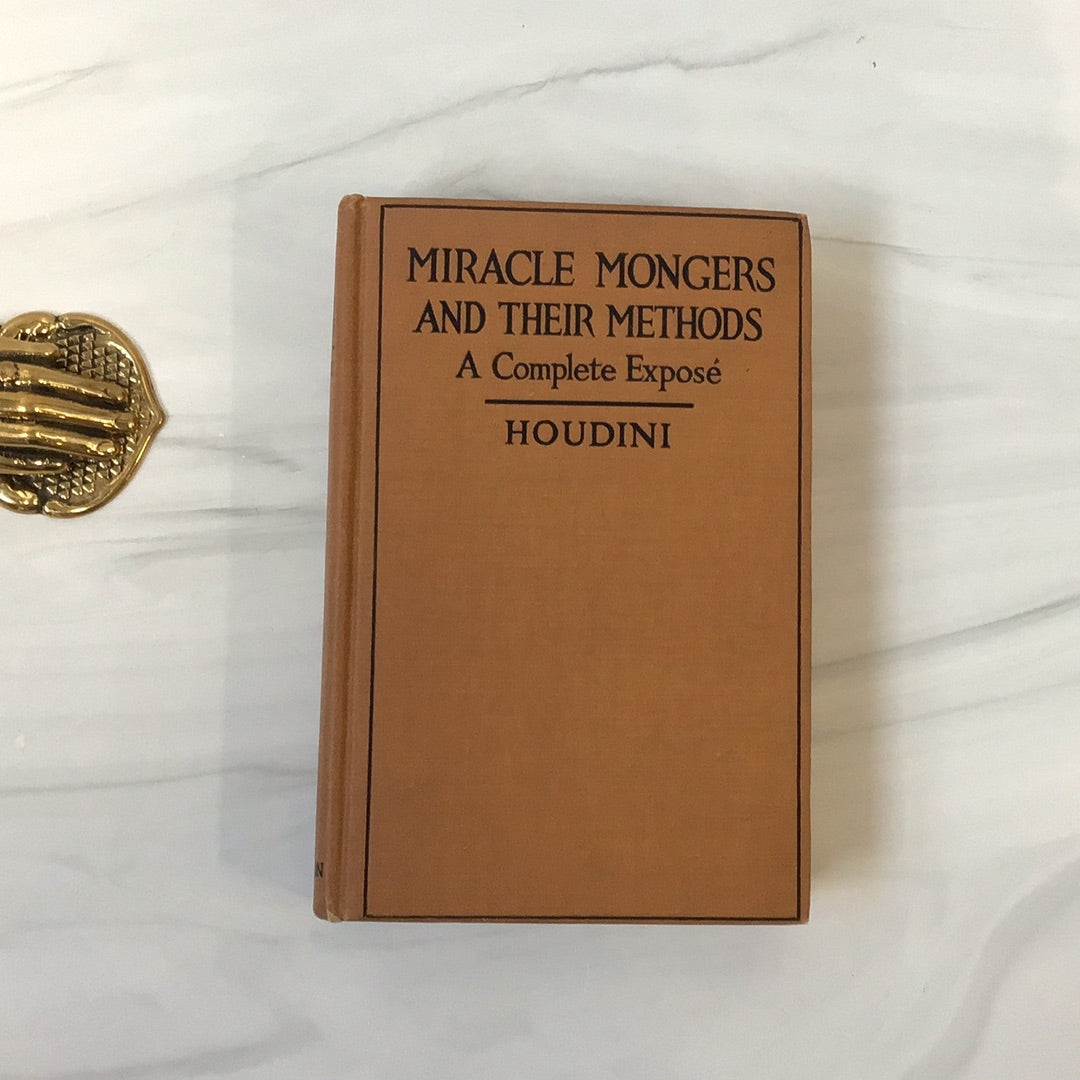 MIRACLE MONGERS
AND THEIR METHODS
A Complete Exposé
HOUDINI